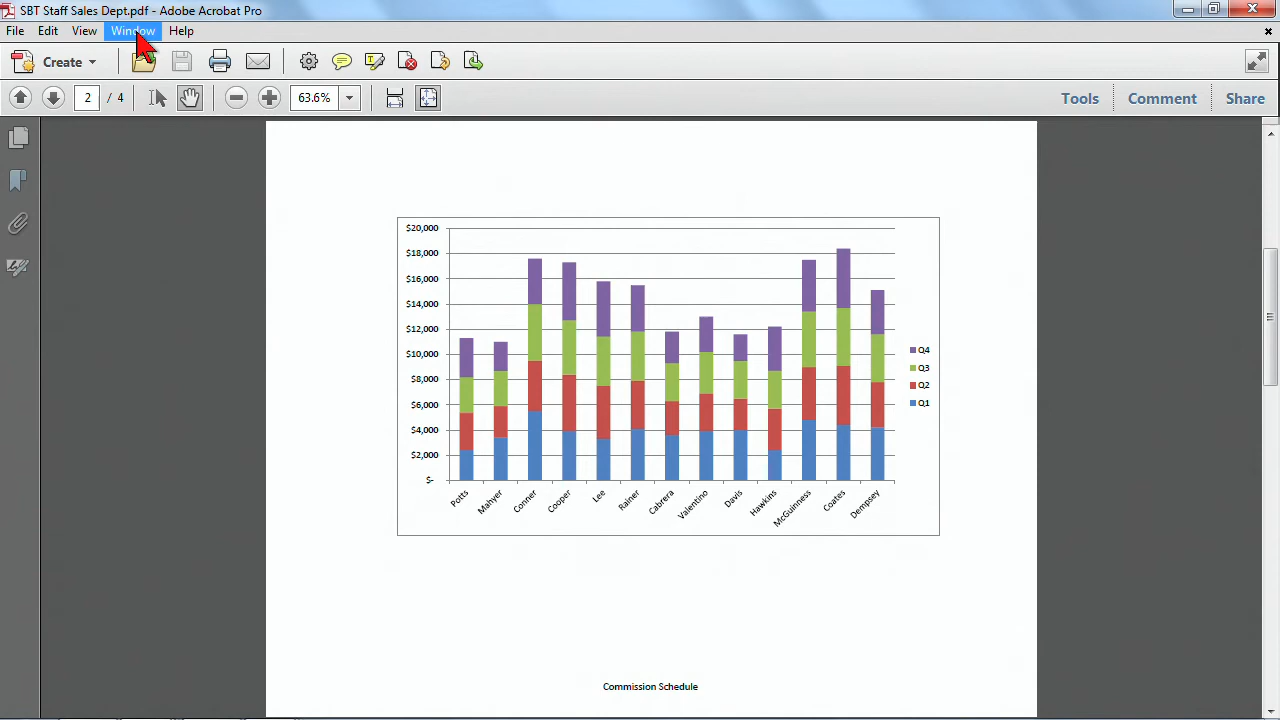 SBT Staff Sales Dept.pdf - Adobe Acrobat Pro
File Edit View Window Help
Create
2 / 4 63.6% Tools Comment Share
$20,000
$18,000
$16,000
$14,000
$12,000
$10,000
$8,000
$6,000
$4,000
$2,000
$-
Q4
Q3
Q2
Q1
Potts Mahyer Conner Cooper Lee Rainer Cabrera Valentino Davis Hawkins McGuinness Coates Dempsey
Commission Schedule